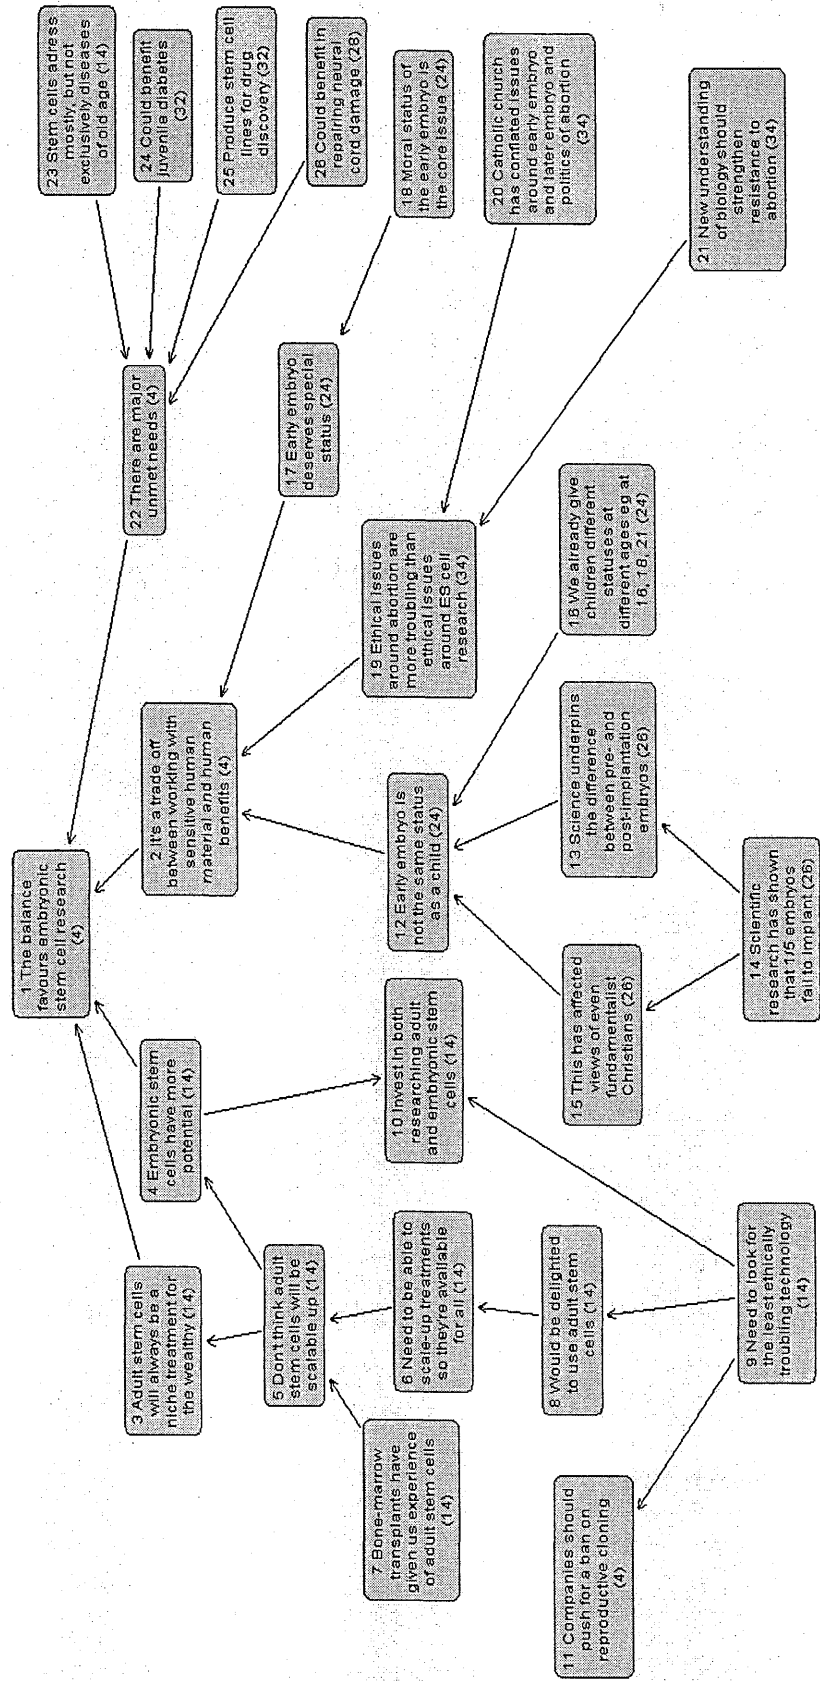 1 The balance
favours embryonic
stem cell research
(4)
3 Adult stem cells
will always be a
niche treatment for
the wealthy (14)
4 Embryonic stem
cells have more
potential (14)
2 It's a trade off
between working with
sensitive human
material and human
benefits (4)
22 There are major
unmet needs (4)
23 Stem cells adress
mostly, but not
exclusively diseases
of old age (14)
24 Could benefit
juvenile diabetes
(32)
25 Produce stem cell
lines for drug
discovery (32)
26 Could benefit in
repairing neural
cord damage (28)
5 Don't think adult
stem cells will be
scalable up (14)
17 Early embryo
deserves special
status (24)
18 Moral status of
the early embryo is
the core issue (24)
7 Bone-marrow
transplants have
given us experience
of adult stem cells
(14)
6 Need to be able to
scale-up treatments
so they're available
for all (14)
10 Invest in both
researching adult
and embryonic stem
cells (14)
12 Early embryo is
not the same status
as a child (24)
19 Ethical issues
around abortion are
more troubling than
ethical issues
around ES cell
research (34)
20 Catholic church
has conflated issues
around early embryo
and later embryo and
politics of abortion
(34)
11 Companies should
push for a ban on
reproductive cloning
(4)
8 Would be delighted
to use adult stem
cells (14)
15 This has affected
views of even
fundamentalist
Christians (26)
13 Science underpins
the difference
between pre- and
post-implantation
embryos (26)
16 We already give
children different
statuses at
different ages eg at
16, 18, 21 (24)
21 New understanding
of biology should
strengthen
resistance to
abortion (34)
9 Need to look for
the least ethically
troubling technology
(14)
14 Scientific
research has shown
that 1/5 embryos
fail to implant (26)